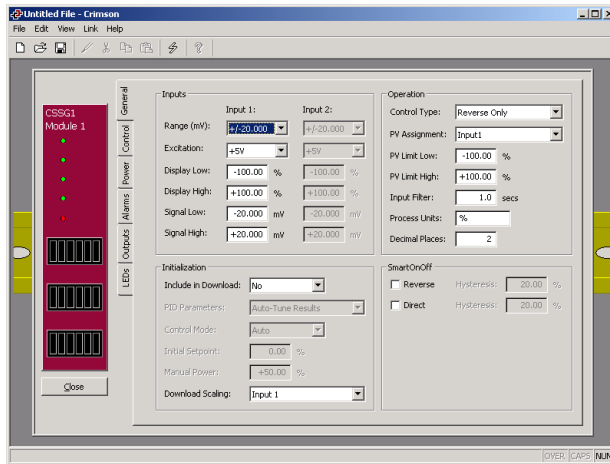 Untitled File - Crimson
File Edit View Link Help
CSSG1
Module 1
Close
General
Control
Power
Alarms
Outputs
LEDs
Inputs
Input 1: Input 2:
Range (mV): +/-20.000 +/-20.000
Excitation: +5V +5V
Display Low: -100.00 % -100.00 %
Display High: +100.00 % +100.00 %
Signal Low: -20.000 mV -20.000 mV
Signal High: +20.000 mV +20.000 mV
Operation
Control Type: Reverse Only
PV Assignment: Input1
PV Limit Low: -100.00 %
PV Limit High: +100.00 %
Input Filter: 1.0 secs
Process Units: %
Decimal Places: 2
Initialization
Include in Download: No
PID Parameters: Auto-Tune Results
Control Mode: Auto
Initial Setpoint: 0.00 %
Manual Power: +50.00 %
Download Scaling: Input 1
SmartOnOff
Reverse Hysteresis: 20.00 %
Direct Hysteresis: 20.00 %
OVER CAPS NUM